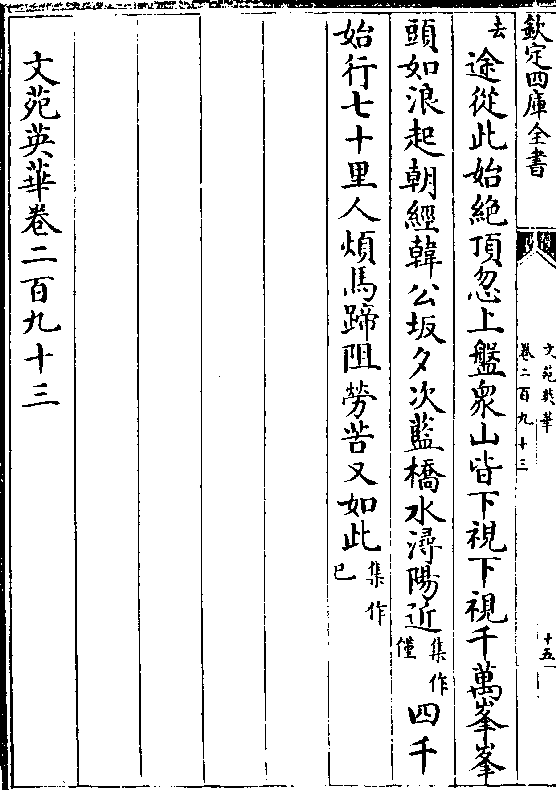 欽定四庫全書
文苑英華
卷二百九十三
十五
去途從此始絶頂忽上盤衆山皆下視下視千萬峯峯
頭如浪起朝經韓公坂夕次藍橋水潯陽近集作僅四千
始行七十里人煩馬蹄阻勞苦又如此集作已
文苑英華卷二百九十三